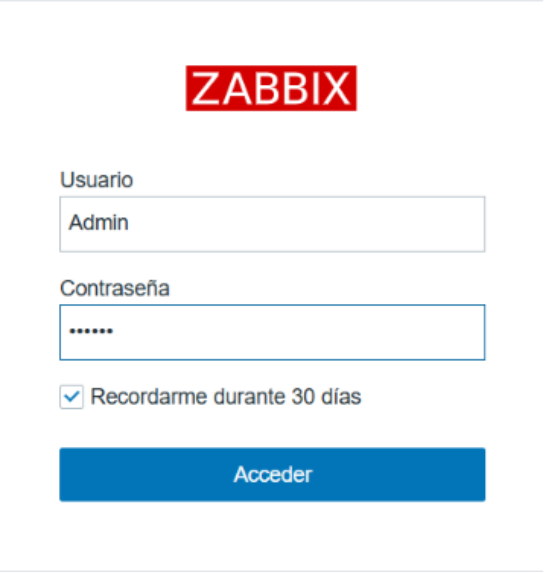 ZABBIX
Usuario
Admin
Contraseña
••••••
Recordarme durante 30 días
Acceder